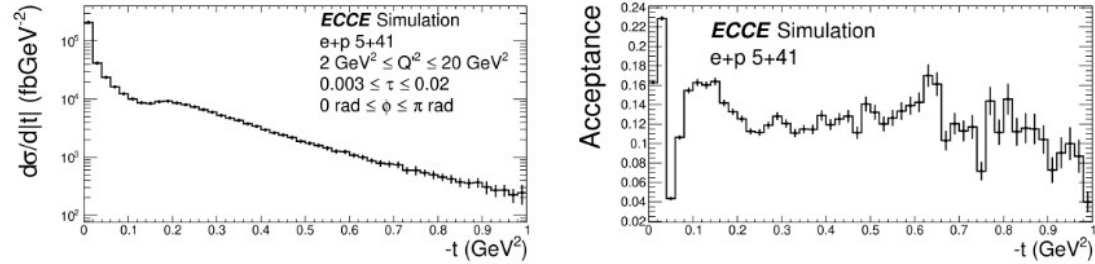 dσ/d|t| (fbGeV⁻²)
10⁵
10⁴
10³
10²
ECCE Simulation
e+p 5+41
2 GeV² ≤ Q'² ≤ 20 GeV²
0.003 ≤ τ ≤ 0.02
0 rad ≤ ϕ ≤ π rad
0 0.1 0.2 0.3 0.4 0.5 0.6 0.7 0.8 0.9 1
-t (GeV²)
Acceptance
0.24
0.22
0.2
0.18
0.16
0.14
0.12
0.1
0.08
0.06
0.04
0.02
ECCE Simulation
e+p 5+41
0 0.1 0.2 0.3 0.4 0.5 0.6 0.7 0.8 0.9 1
-t (GeV²)